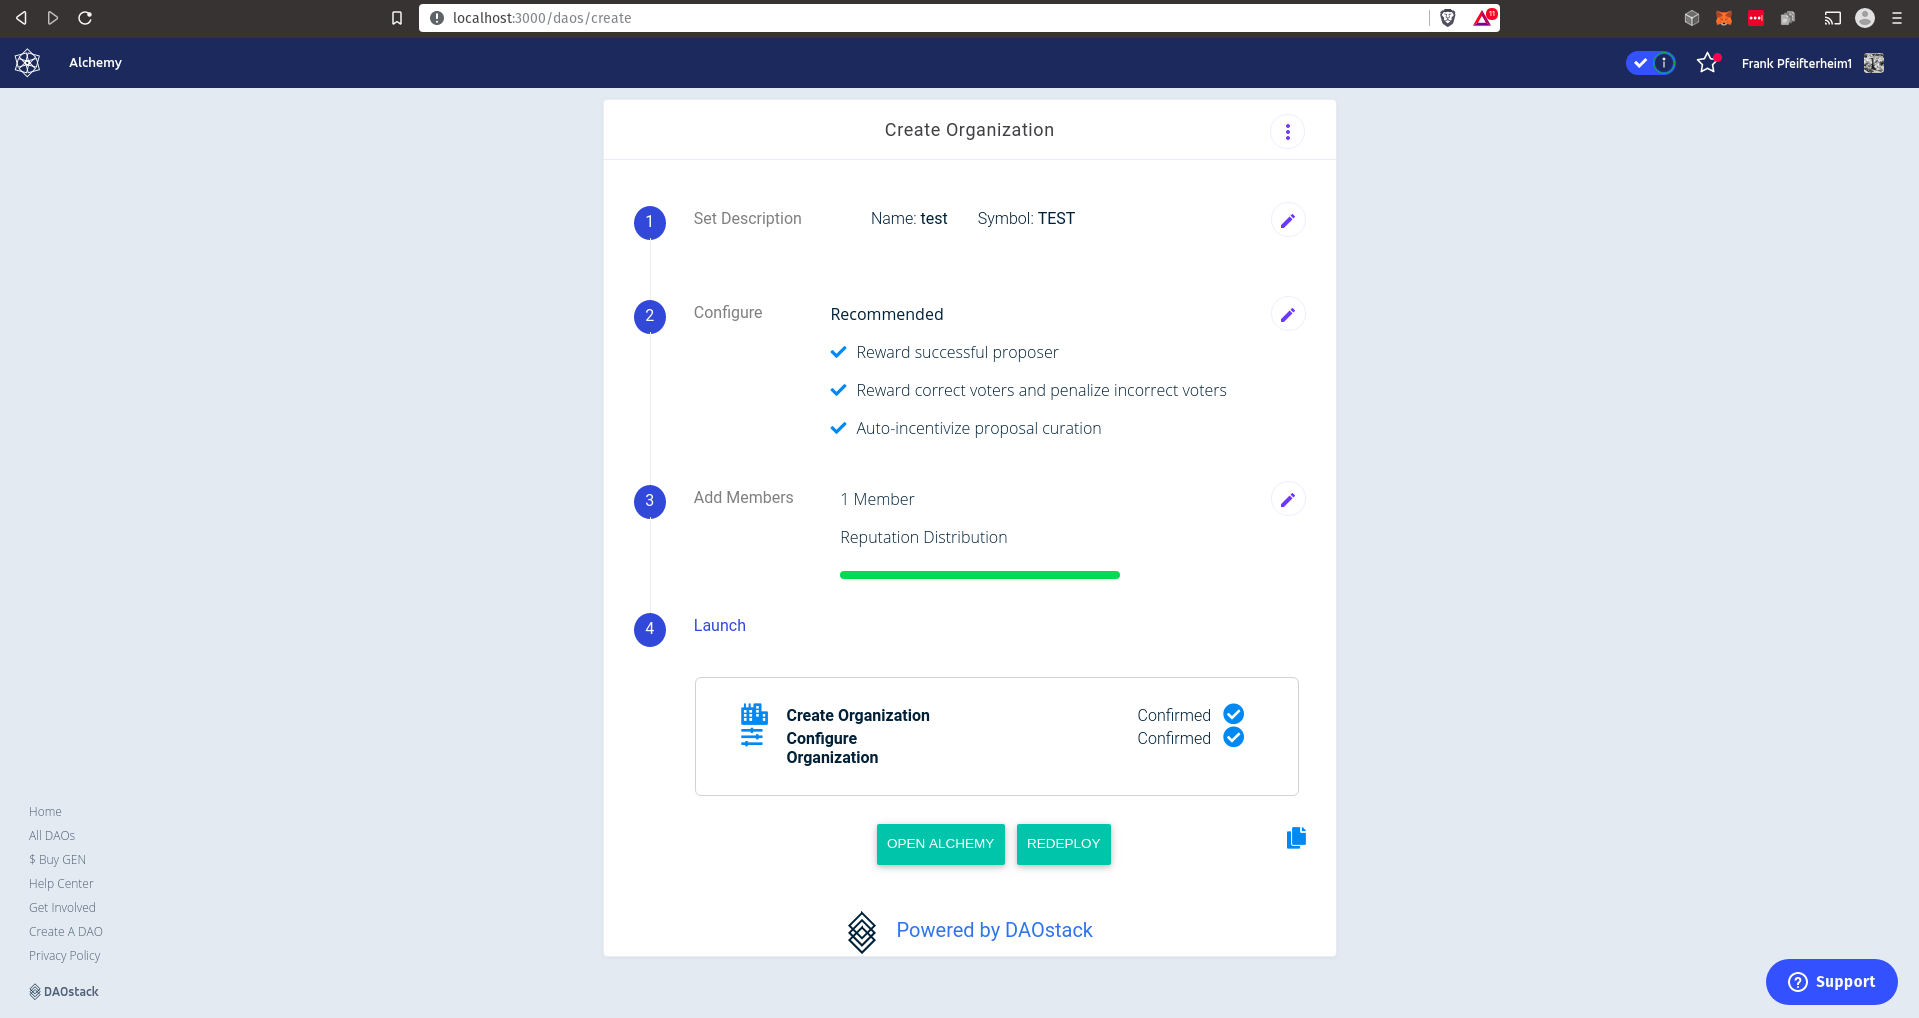 localhost:3000/daos/create
11
Alchemy
Frank Pfeifterheim1
Create Organization
1
Set Description
Name: test
Symbol: TEST
2
Configure
Recommended
Reward successful proposer
Reward correct voters and penalize incorrect voters
Auto-incentivize proposal curation
3
Add Members
1 Member
Reputation Distribution
4
Launch
Create Organization
Confirmed
Configure
Organization
Confirmed
OPEN ALCHEMY
REDEPLOY
Powered by DAOstack
Home
All DAOs
$ Buy GEN
Help Center
Get Involved
Create A DAO
Privacy Policy
DAOstack
Support